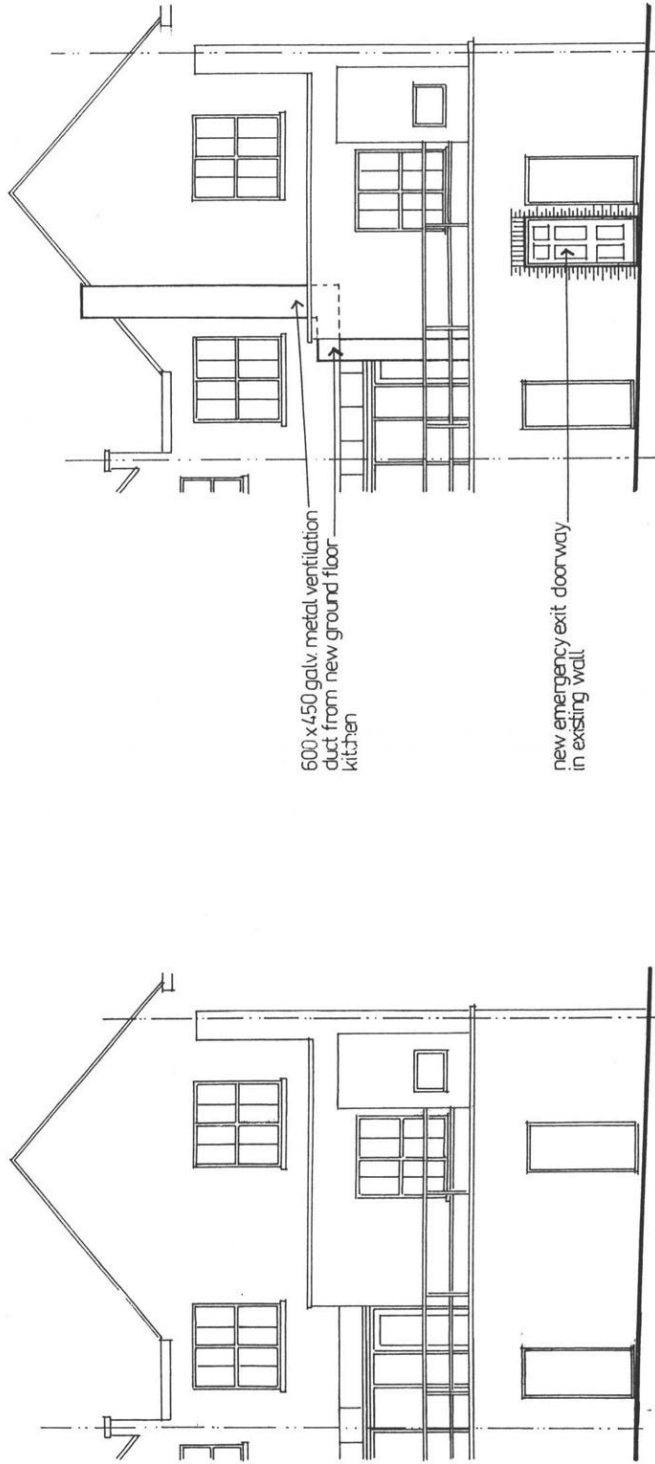 600 x 450 galv. metal ventilation
duct from new ground floor
kitchen
new emergency exit doorway
in existing wall